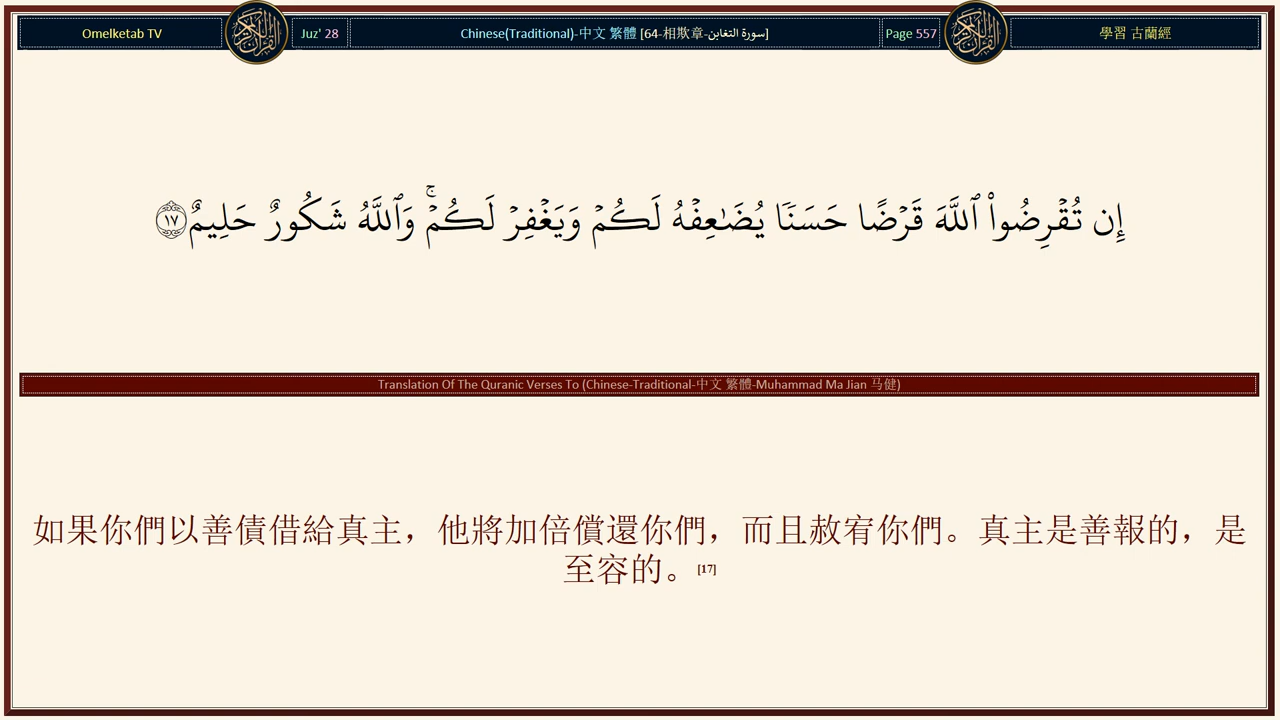 Omelketab TV
Juz' 28
Chinese(Traditional)-中文 繁體 [64-相欺章-سورة التغابن]
Page 557
學習 古蘭經
إِن تُقۡرِضُواْ ٱللَّهَ قَرۡضًا حَسَنٗا يُضَٰعِفۡهُ لَكُمۡ وَيَغۡفِرۡ لَكُمۡۚ وَٱللَّهُ شَكُورٌ حَلِيمٌ ١٧
Translation Of The Quranic Verses To (Chinese-Traditional-中文 繁體-Muhammad Ma Jian 马健)
如果你們以善債借給真主，他將加倍償還你們，而且赦宥你們。真主是善報的，是
至容的。[17]